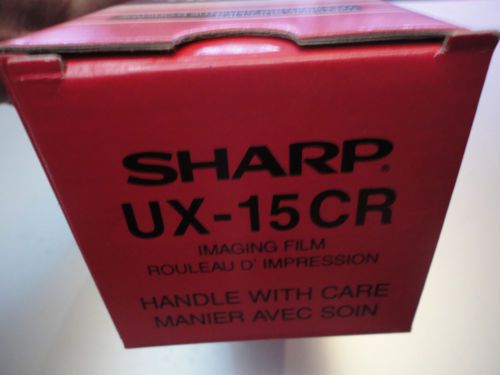 SHARP®
UX-15CR
IMAGING FILM
ROULEAU D' IMPRESSION
HANDLE WITH CARE
MANIER AVEC SOIN